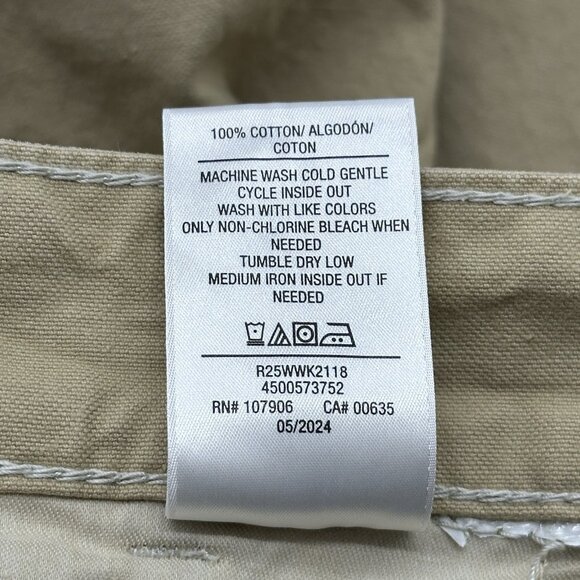 100% COTTON/ ALGODÓN/
COTON
MACHINE WASH COLD GENTLE
CYCLE INSIDE OUT
WASH WITH LIKE COLORS
ONLY NON-CHLORINE BLEACH WHEN
NEEDED
TUMBLE DRY LOW
MEDIUM IRON INSIDE OUT IF
NEEDED
R25WWK2118
4500573752
RN# 107906 CA# 00635
05/2024